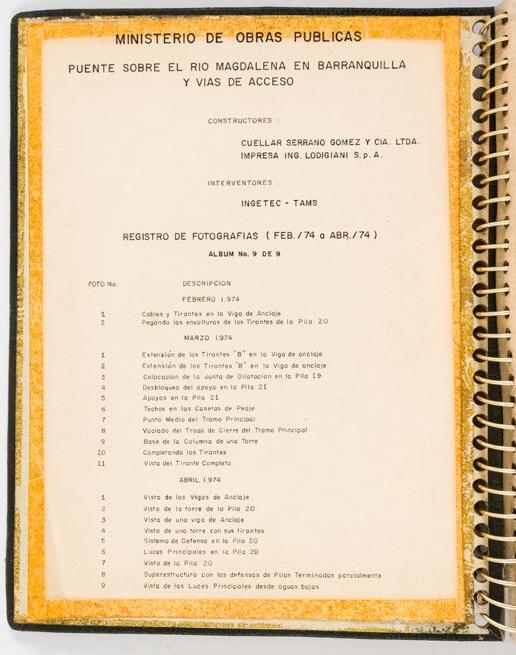 MINISTERIO DE OBRAS PUBLICAS
PUENTE SOBRE EL RIO MAGDALENA EN BARRANQUILLA
Y VIAS DE ACCESO
CONSTRUCTORES :
CUELLAR SERRANO GOMEZ Y CIA. LTDA.
IMPRESA ING. LODIGIANI S.p.A.
INTERVENTORES :
INGETEC - TAMS
REGISTRO DE FOTOGRAFIAS ( FEB./74 a ABR./74 )
ALBUM No. 9 DE 9
FOTO No. DESCRIPCION
FEBRERO 1.974
1 Cables y Tirantes en la Viga de Anclaje
2 Pegando las envolturas de los Tirantes de la Pila 20
MARZO 1.974
1 Extensión de los Tirantes "B" en la Viga de anclaje
2 Extensión de los Tirantes "B" en la Viga de anclaje
3 Colocacion de la Junta de Dilatacion en la Pila 19
4 Desbloqueo del apoyo en la Pila 21
5 Apoyos en la Pila 21
6 Techos en las Casetas de Peaje
7 Punto Medio del Tramo Principal
8 Vaciado del Trozo de Cierre del Tramo Principal
9 Base de la Columna de una Torre
10 Completando los Tirantes
11 Vista del Tirante Completo
ABRIL 1.974
1 Vista de las Vigas de Anclaje
2 Vista de la torre de la Pila 20
3 Vista de una viga de Anclaje
4 Vista de una torre con sus tirantes
5 Sistema de Defensa en la Pila 20
6 Luces Principales en la Pila 20
7 Vista de la Pila 20
8 Superestructura con las defensas de Pilas Terminadas parcialmente
9 Vista de las Luces Principales desde aguas bajas